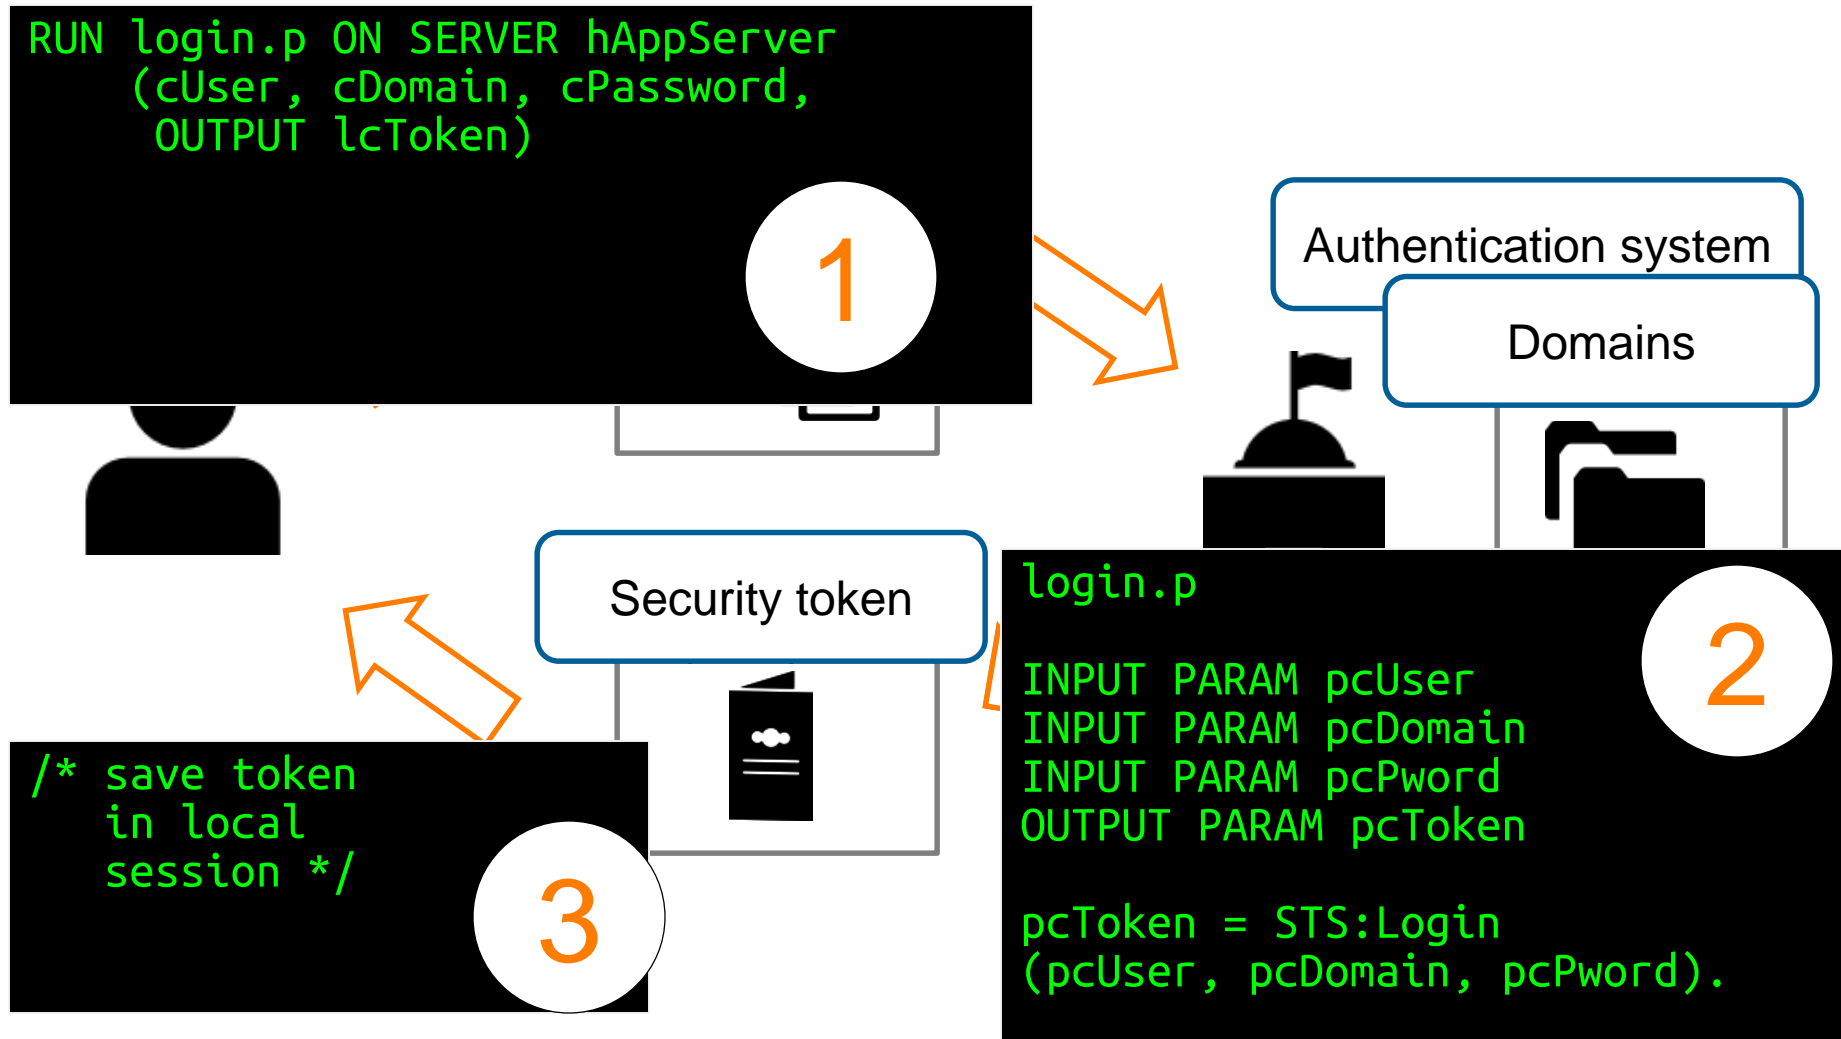 RUN login.p ON SERVER hAppServer
(cUser, cDomain, cPassword,
OUTPUT lcToken)
1
Authentication system
Domains
Security token
login.p
2
INPUT PARAM pcUser
INPUT PARAM pcDomain
INPUT PARAM pcPword
OUTPUT PARAM pcToken
pcToken = STS:Login
(pcUser, pcDomain, pcPword).
/* save token
in local
session */
3